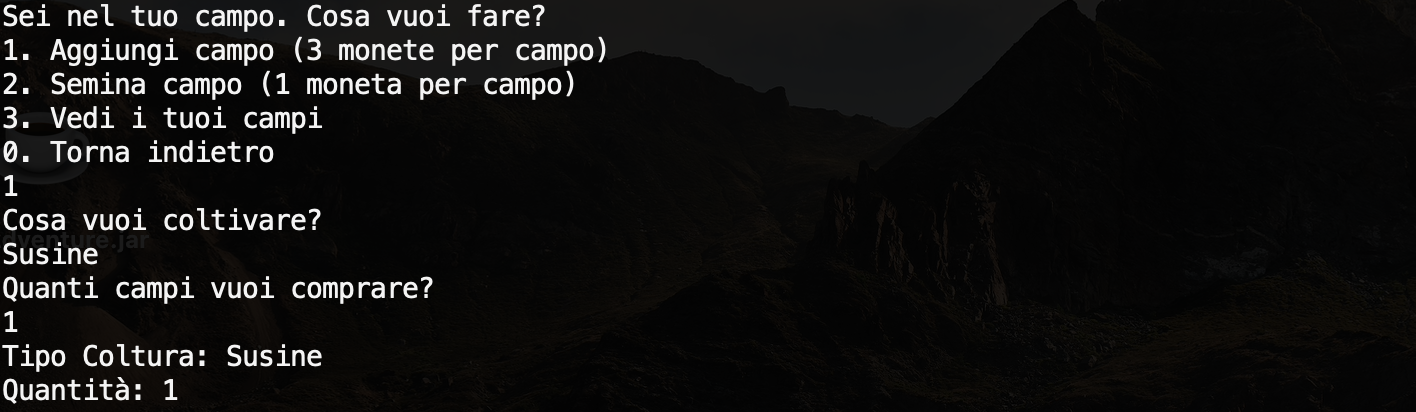 Sei nel tuo campo. Cosa vuoi fare?
1. Aggiungi campo (3 monete per campo)
2. Semina campo (1 moneta per campo)
3. Vedi i tuoi campi
0. Torna indietro
1
Cosa vuoi coltivare?
dventure.jar
Susine
Quanti campi vuoi comprare?
1
Tipo Coltura: Susine
Quantità: 1